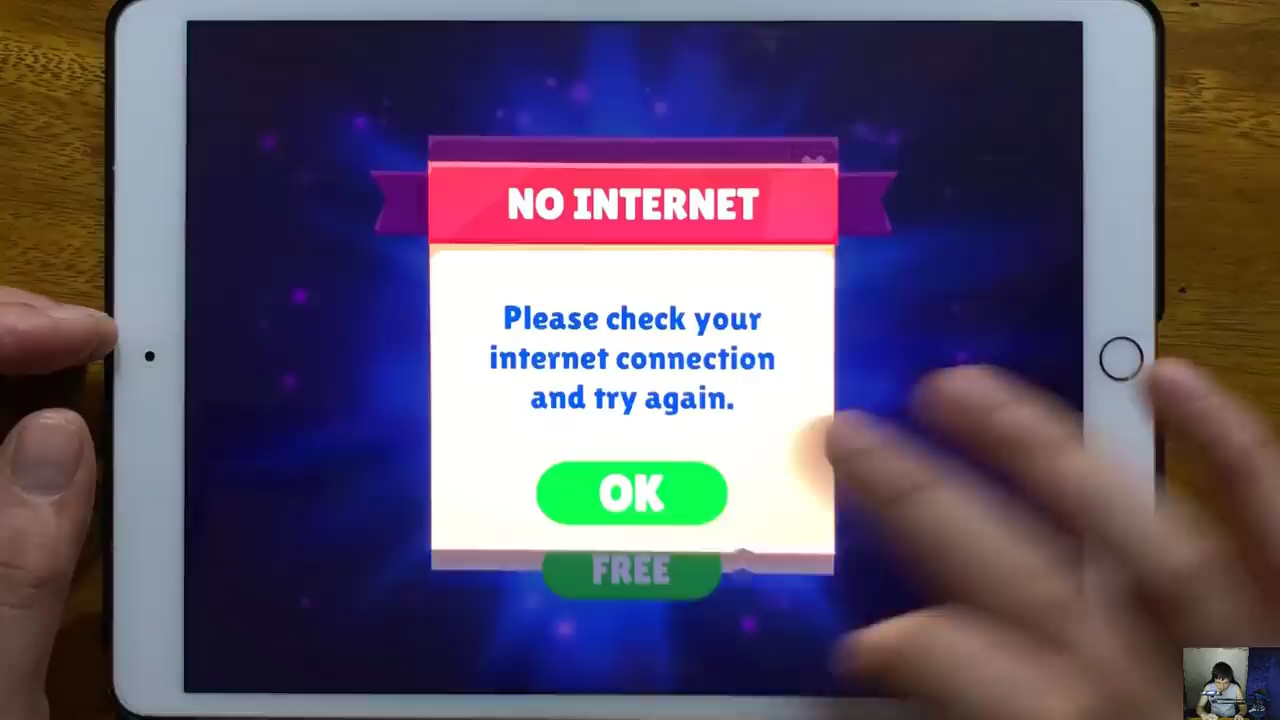 NO INTERNET
Please check your
internet connection
and try again.
OK
FREE